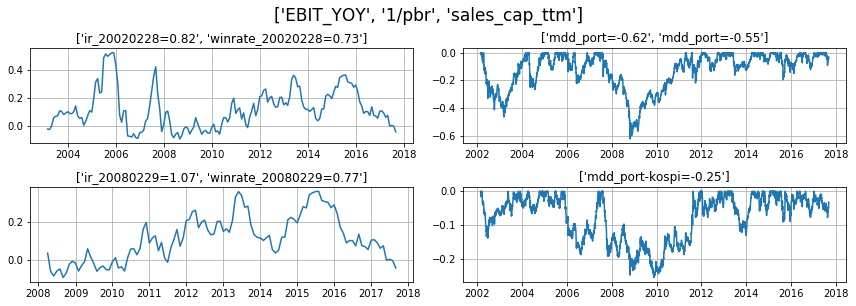 ['EBIT_YOY', '1/pbr', 'sales_cap_ttm']
['ir_20020228=0.82', 'winrate_20020228=0.73']
0.4
0.2
0.0
2004 2006 2008 2010 2012 2014 2016 2018
['mdd_port=-0.62', 'mdd_port=-0.55']
0.0
−0.2
−0.4
−0.6
2002 2004 2006 2008 2010 2012 2014 2016 2018
['ir_20080229=1.07', 'winrate_20080229=0.77']
0.2
0.0
2008 2009 2010 2011 2012 2013 2014 2015 2016 2017 2018
['mdd_port-kospi=-0.25']
0.0
−0.1
−0.2
2002 2004 2006 2008 2010 2012 2014 2016 2018